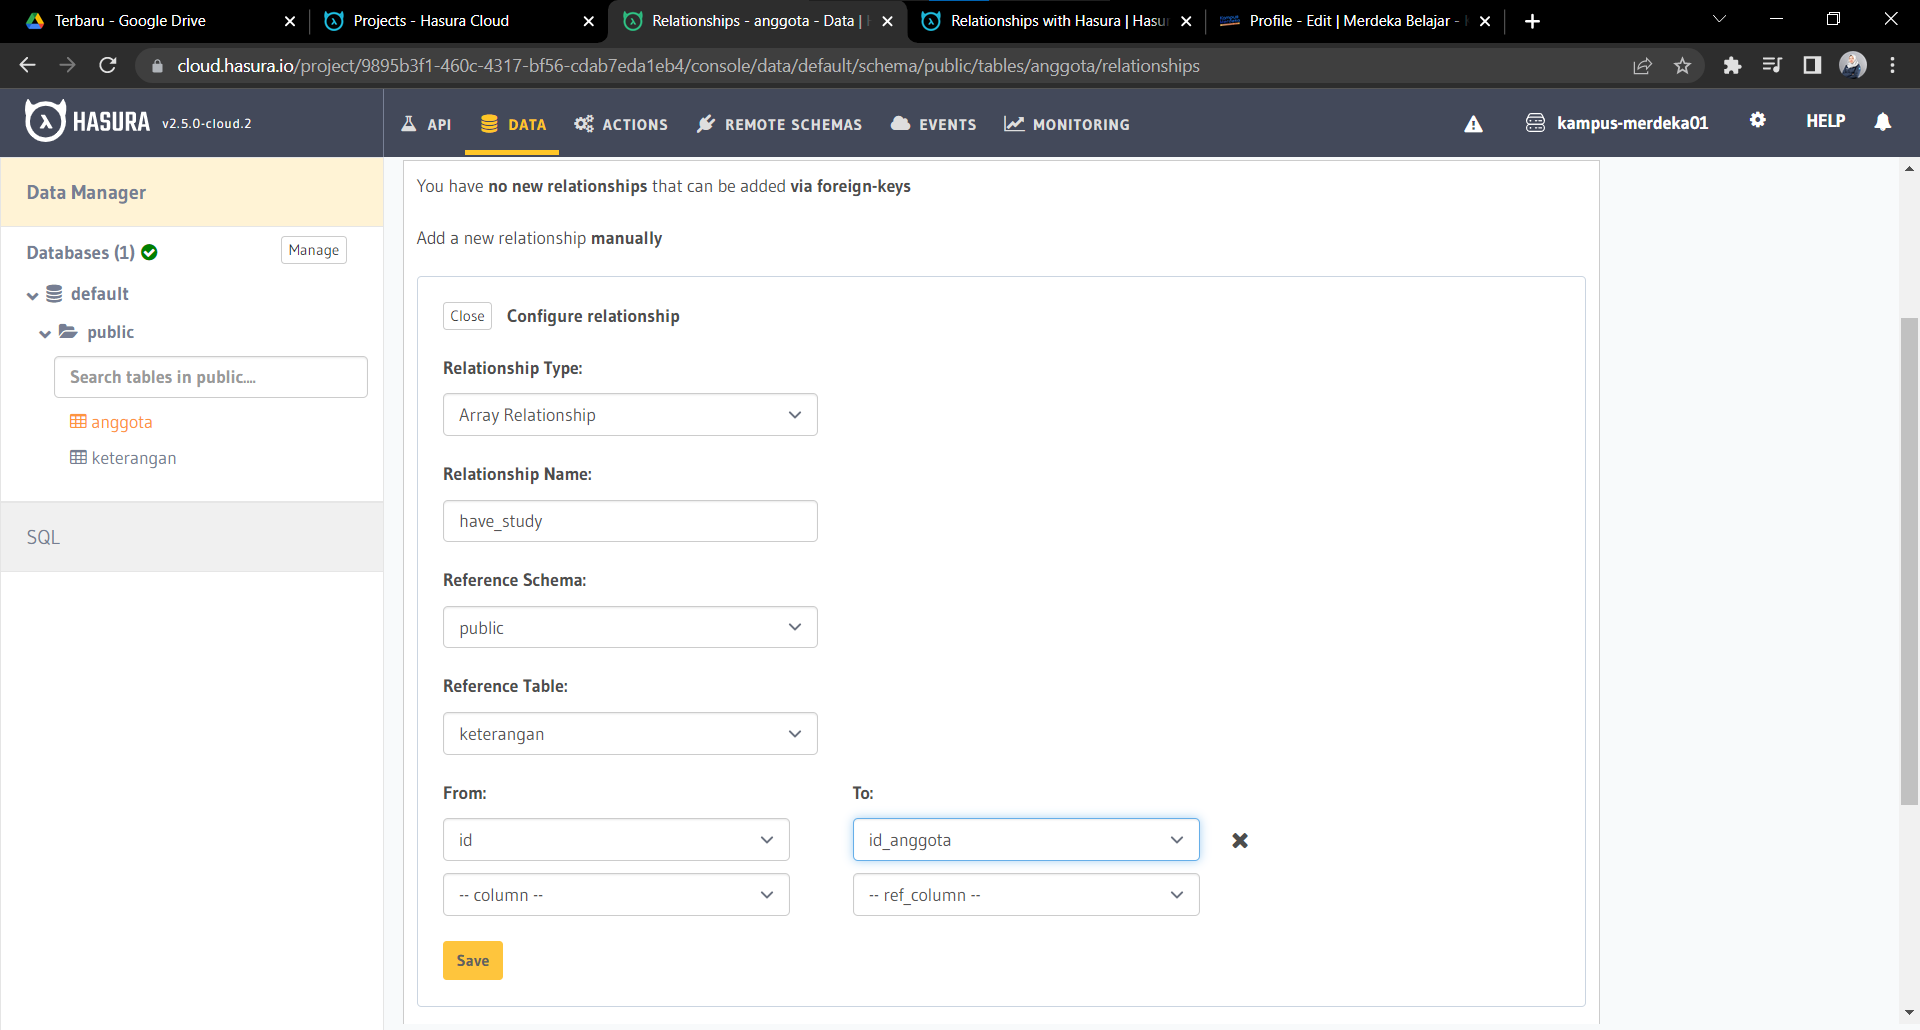 Terbaru - Google Drive
Projects - Hasura Cloud
Relationships - anggota - Data |
Relationships with Hasura | Hasu
Profile - Edit | Merdeka Belajar -
cloud.hasura.io/project/9895b3f1-460c-4317-bf56-cdab7eda1eb4/console/data/default/schema/public/tables/anggota/relationships
HASURA v2.5.0-cloud.2
API
DATA
ACTIONS
REMOTE SCHEMAS
EVENTS
MONITORING
kampus-merdeka01
HELP
Data Manager
Databases (1)
Manage
default
public
Search tables in public....
anggota
keterangan
SQL
You have no new relationships that can be added via foreign-keys
Add a new relationship manually
Close
Configure relationship
Relationship Type:
Array Relationship
Relationship Name:
have_study
Reference Schema:
public
Reference Table:
keterangan
From:
To:
id
id_anggota
-- column --
-- ref_column --
Save